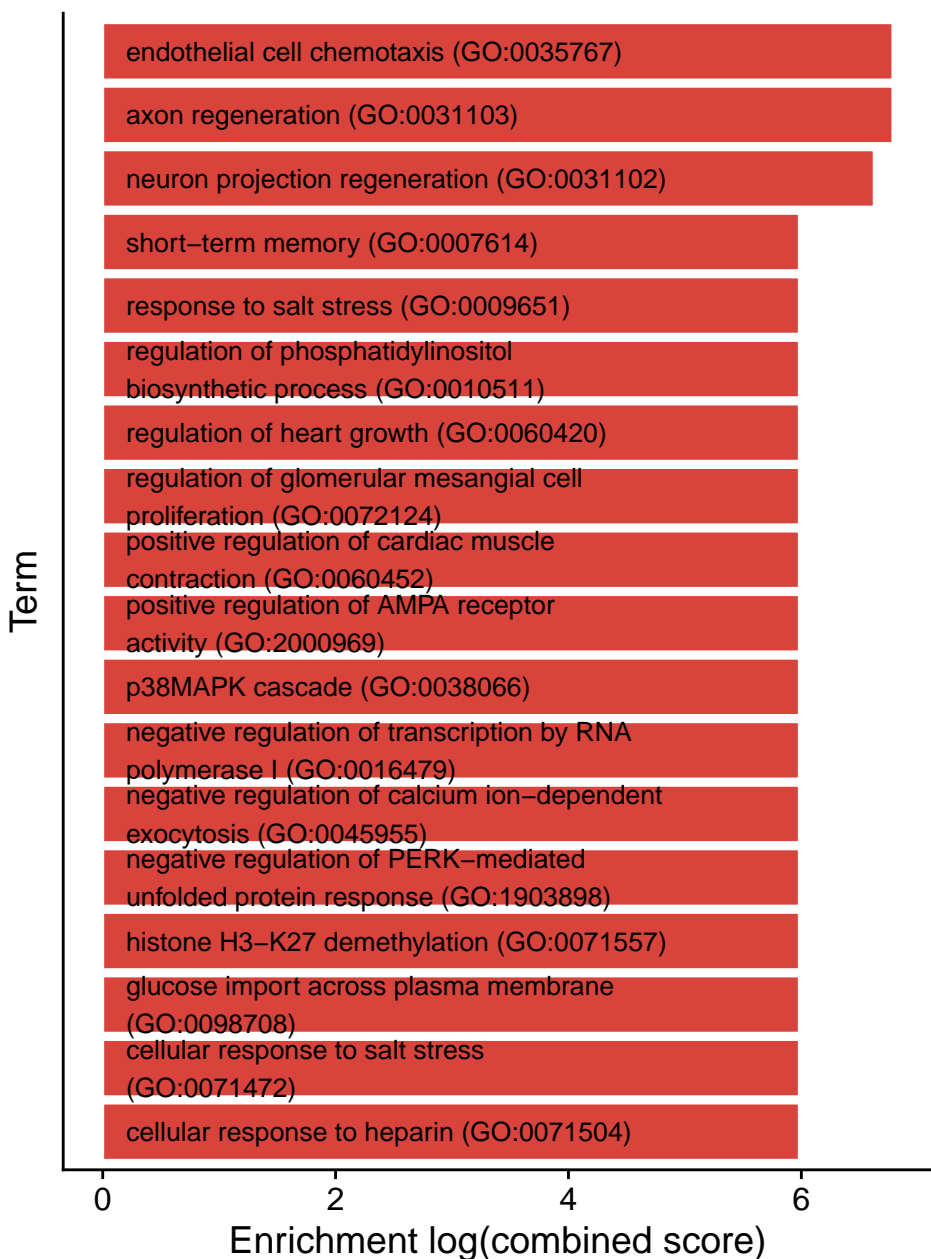 endothelial cell chemotaxis (GO:0035767)
axon regeneration (GO:0031103)
neuron projection regeneration (GO:0031102)
short−term memory (GO:0007614)
response to salt stress (GO:0009651)
regulation of phosphatidylinositol
biosynthetic process (GO:0010511)
regulation of heart growth (GO:0060420)
regulation of glomerular mesangial cell
proliferation (GO:0072124)
positive regulation of cardiac muscle
contraction (GO:0060452)
positive regulation of AMPA receptor
activity (GO:2000969)
p38MAPK cascade (GO:0038066)
negative regulation of transcription by RNA
polymerase I (GO:0016479)
negative regulation of calcium ion−dependent
exocytosis (GO:0045955)
negative regulation of PERK−mediated
unfolded protein response (GO:1903898)
histone H3−K27 demethylation (GO:0071557)
glucose import across plasma membrane
(GO:0098708)
cellular response to salt stress
(GO:0071472)
cellular response to heparin (GO:0071504)
Term
0 2 4 6
Enrichment log(combined score)